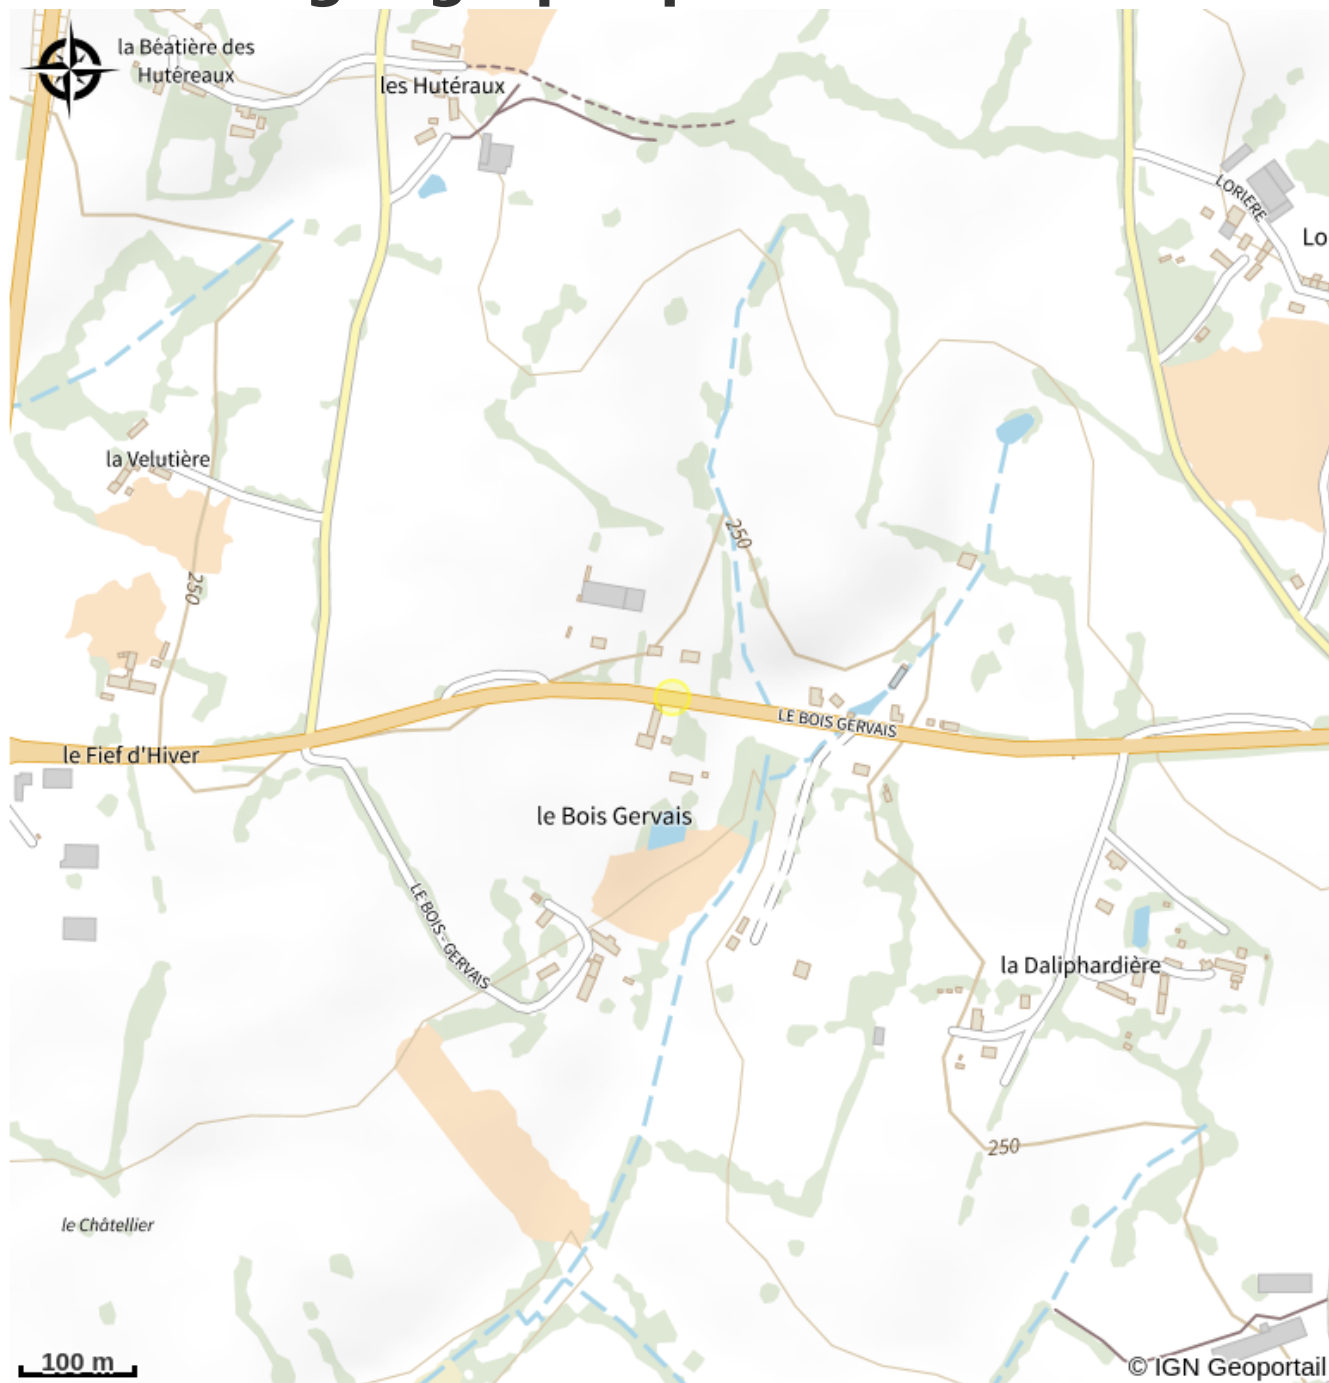 la Béatière des
Hutéreaux
les Hutéraux
LORIERE
Lo
la Velutière
250
250
LE BOIS GERVAIS
le Fief d'Hiver
le Bois Gervais
LE BOIS - GERVAIS
la Daliphardière
250
le Châtellier
100 m
© IGN Geoportail